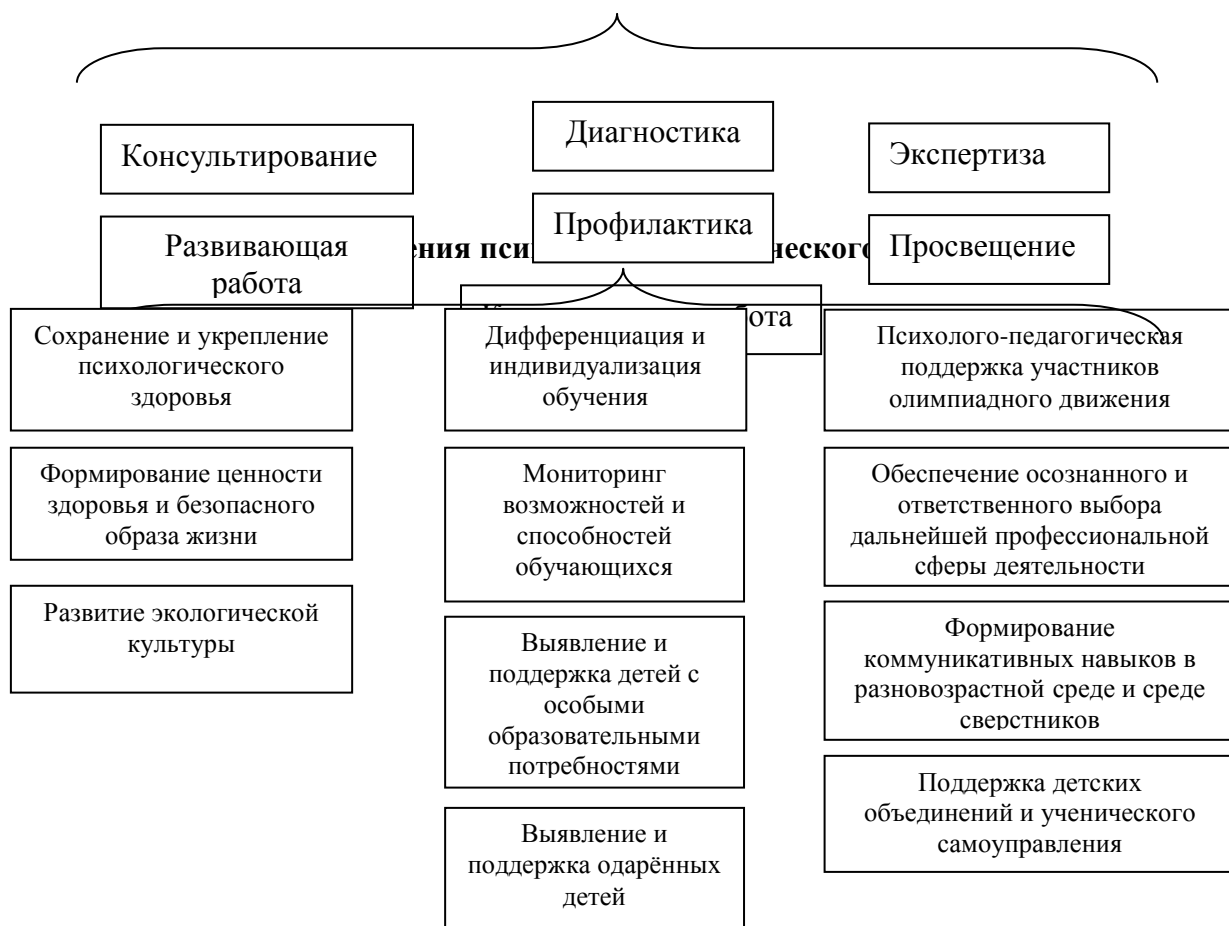 Консультирование
Диагностика
Экспертиза
Развивающая
работа
Профилактика
Просвещение
Сохранение и укрепление
психологического
здоровья
Формирование ценности
здоровья и безопасного
образа жизни
Развитие экологической
культуры
Дифференциация и
индивидуализация
обучения
Мониторинг
возможностей и
способностей
обучающихся
Выявление и
поддержка детей с
особыми
образовательными
потребностями
Выявление и
поддержка одарённых
детей
Психолого-педагогическая
поддержка участников
олимпиадного движения
Обеспечение осознанного и
ответственного выбора
дальнейшей профессиональной
сферы деятельности
Формирование
коммуникативных навыков в
разновозрастной среде и среде
сверстников
Поддержка детских
объединений и ученического
самоуправления